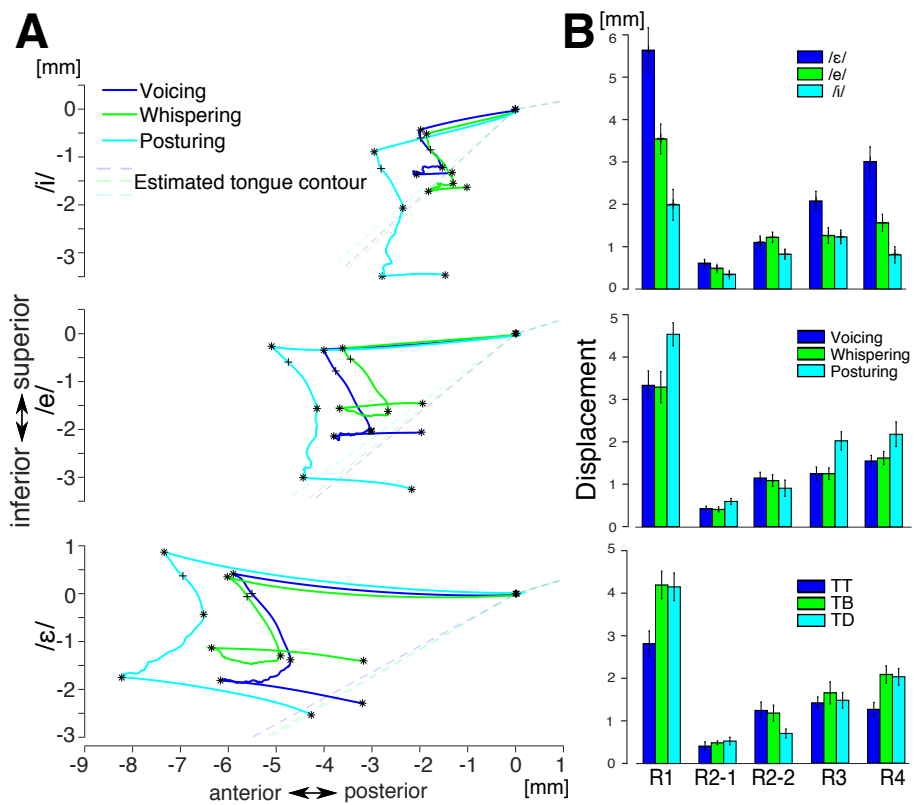 A
[mm]
0
-1
-2
-3
/i/
Voicing
Whispering
Posturing
Estimated tongue contour
0
-1
-2
-3
/e/
inferior ↔ superior
1
0
-1
-2
-3
/ε/
-9 -8 -7 -6 -5 -4 -3 -2 -1 0 1
anterior ↔ posterior
[mm]
B
[mm]
6
5
4
3
2
1
0
/ε/
/e/
/i/
Displacement
5
4
3
2
1
0
Voicing
Whispering
Posturing
5
4
3
2
1
0
TT
TB
TD
R1 R2-1 R2-2 R3 R4